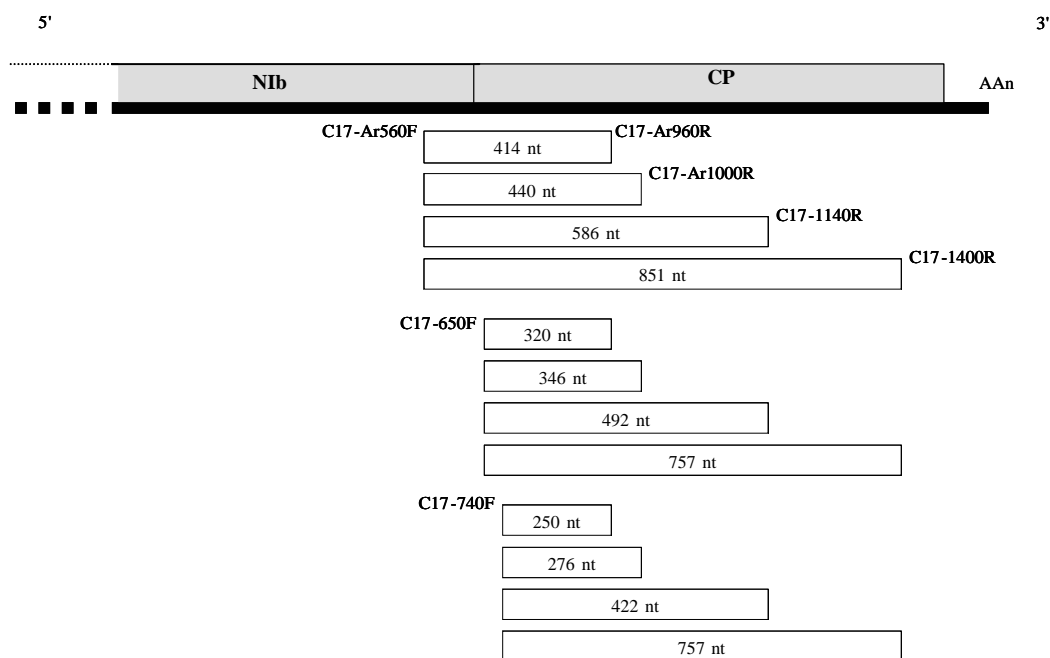 5' 3'
NIb CP AAn
C17-Ar560F C17-Ar960R
414 nt
C17-Ar1000R
440 nt
C17-1140R
586 nt
C17-1400R
851 nt
C17-650F
320 nt
346 nt
492 nt
757 nt
C17-740F
250 nt
276 nt
422 nt
757 nt